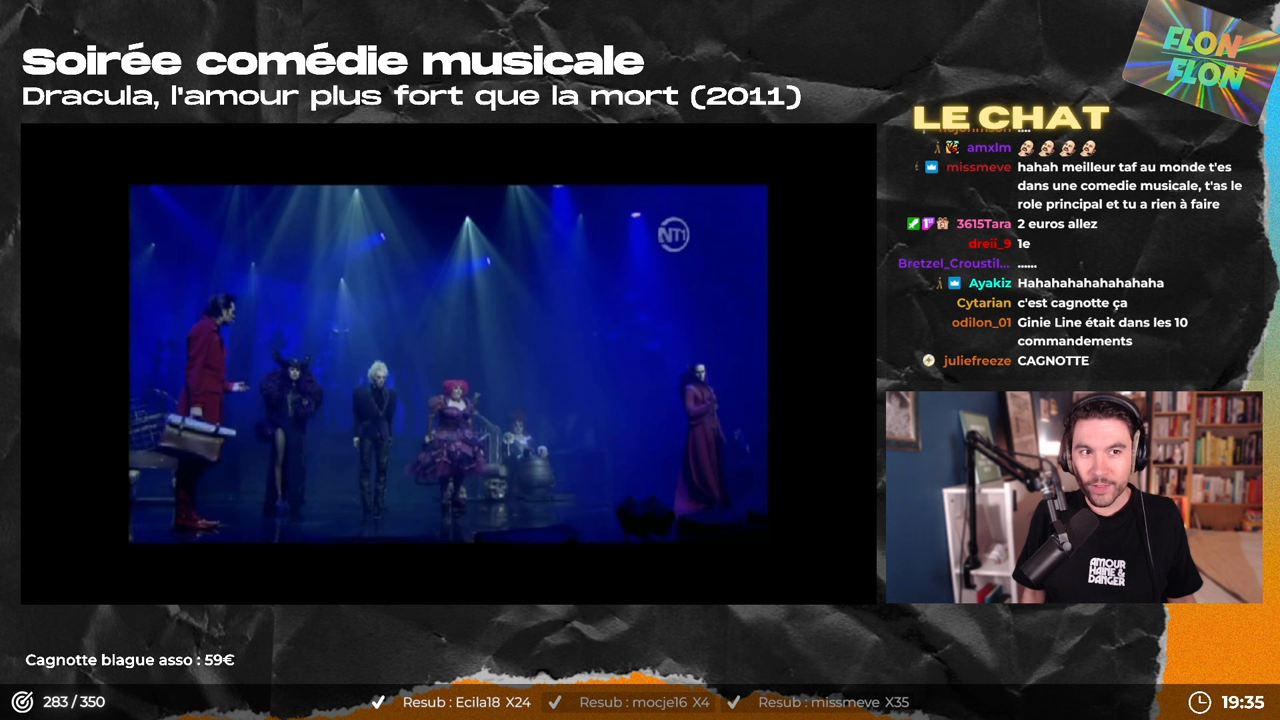 Soirée comédie musicale
Dracula, l'amour plus fort que la mort (2011)
FLON
FLON
LE CHAT
amxlm
missmeve hahah meilleur taf au monde t'es
dans une comedie musicale, t'as le
role principal et tu a rien à faire
3615Tara 2 euros allez
dreii_9 1e
Bretzel_Croustil... ......
Ayakiz Hahahahahahahahaha
Cytarian c'est cagnotte ça
odilon_01 Ginie Line était dans les 10
commandements
juliefreeze CAGNOTTE
NT1
AMOUR
HAINE &
DANGER
Cagnotte blague asso : 59€
283 / 350
Resub : Ecila18 X24
Resub : mocje16 X4
Resub : missmeve X35
19:35